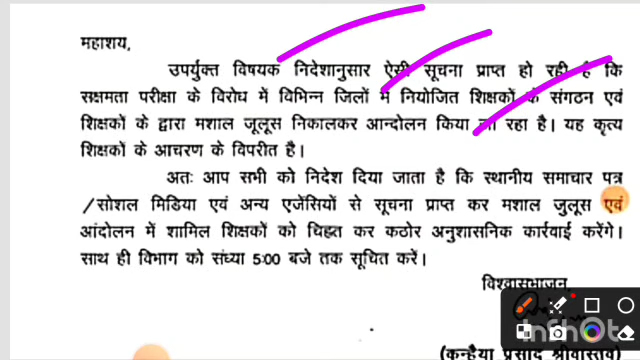 महाशय,
उपर्युक्त विषयक निदेशानुसार ऐसी सूचना प्राप्त हो रही है कि
सक्षमता परीक्षा के विरोध में विभिन्न जिलों में नियोजित शिक्षकों के संगठन एवं
शिक्षकों के द्वारा मशाल जूलूस निकालकर आन्दोलन किया जा रहा है। यह कृत्य
शिक्षकों के आचरण के विपरीत है।
अतः आप सभी को निदेश दिया जाता है कि स्थानीय समाचार पत्र
/सोशल मिडिया एवं अन्य एजेंसियों से सूचना प्राप्त कर मशाल जुलूस एवं
आंदोलन में शामिल शिक्षकों को चिह्त कर कठोर अनुशासनिक कार्रवाई करेंगे।
साथ ही विभाग को संध्या 5:00 बजे तक सूचित करें।
विश्वासभाजन,
InShOt
(कन्हैया प्रसाद श्रीवास्तव)